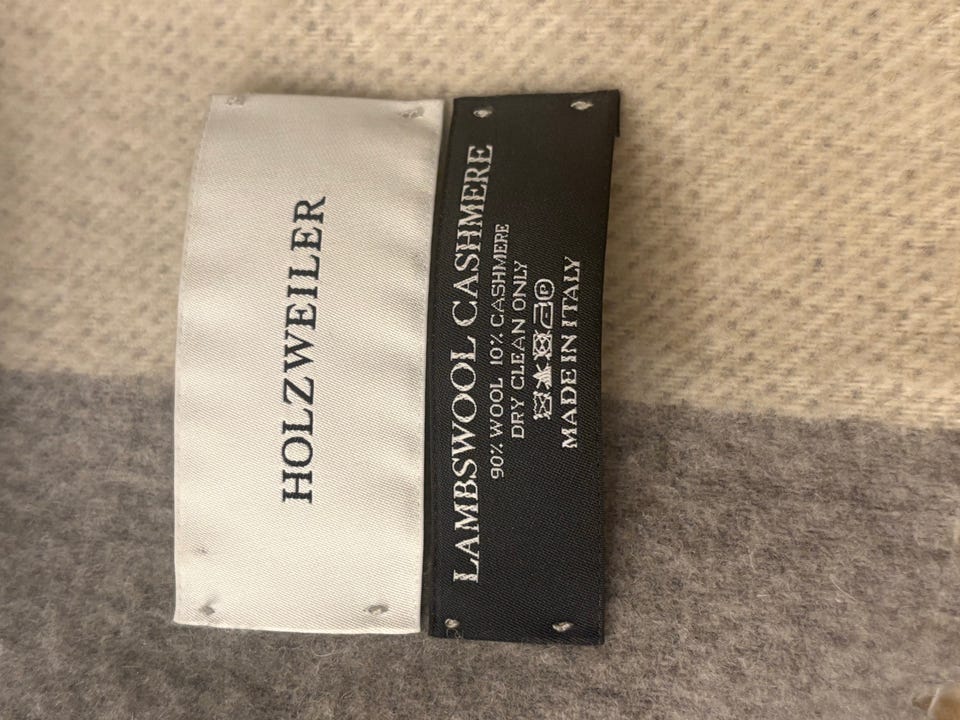 HOLZWEILER
LAMBSWOOL CASHMERE
90% WOOL 10% CASHMERE
DRY CLEAN ONLY
P
MADE IN ITALY